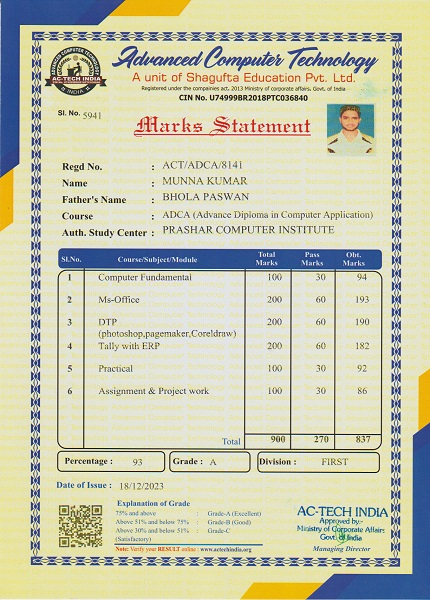 ADVANCED COMPUTER TECHNOLOGY
AC-TECH INDIA
INDIA
Advanced Computer Technology
A unit of Shagufta Education Pvt. Ltd.
Registered under the companies act, 2013 Ministry of corporate affairs, Govt. of India
CIN No. U74999BR2018PTC036840
Sl. No. 5941
Marks Statement
Regd No. : ACT/ADCA/8141
Name : MUNNA KUMAR
Father's Name : BHOLA PASWAN
Course : ADCA (Advance Diploma in Computer Application)
Auth. Study Center : PRASHAR COMPUTER INSTITUTE
Sl.No. Course/Subject/Module Total Marks Pass Marks Obt. Marks
1 Computer Fundamental 100 30 94
2 Ms-Office 200 60 193
3 DTP (photoshop,pagemaker,Coreldraw) 200 60 190
4 Tally with ERP 200 60 182
5 Practical 100 30 92
6 Assignment & Project work 100 30 86
Total 900 270 837
Percentage : 93 Grade : A Division : FIRST
Date of Issue : 18/12/2023
Explanation of Grade
75% and above : Grade-A (Excellent)
Above 51% and below 75% : Grade-B (Good)
Above 30% and below 51% : Grade-C
(Satisfactory)
Note: Verify your RESULT online : www.actechindia.org
AC-TECH INDIA
Approved by:-
Ministry of Corporate Affairs
Govt. of India
Managing Director